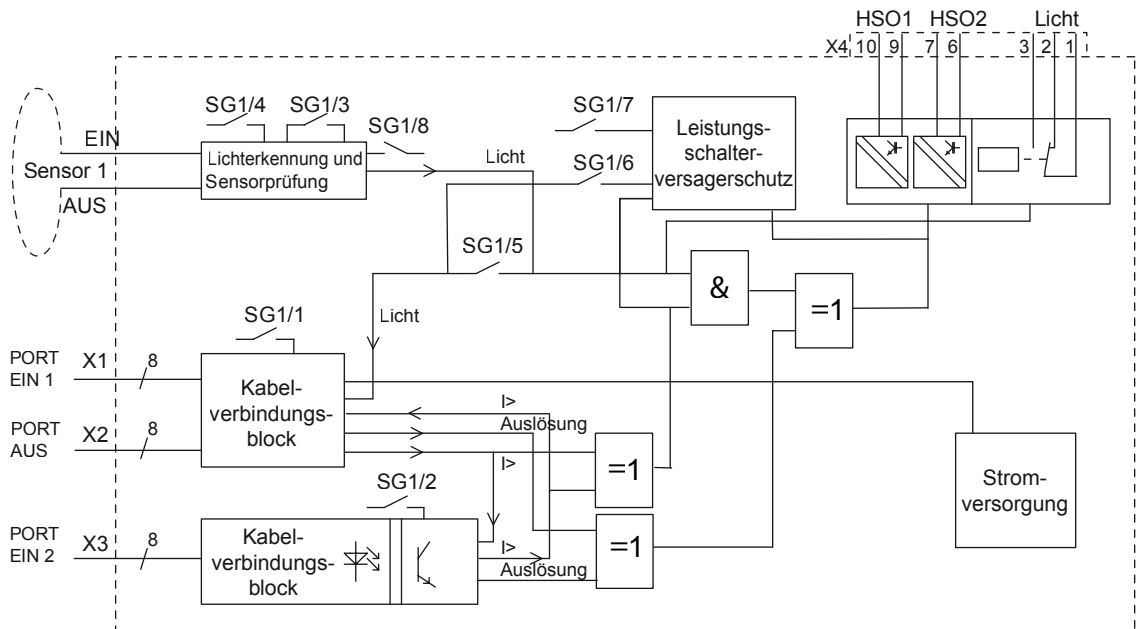 HSO1 HSO2 Licht
X4 10 9 7 6 3 2 1
SG1/4 SG1/3
SG1/8
SG1/7
SG1/6
EIN
Sensor 1
AUS
Lichterkennung und
Sensorprüfung
Licht
Leistungs-
schalter-
versagerschutz
SG1/5
&
=1
SG1/1
Licht
PORT
EIN 1
X1
8
Kabel-
verbindungs-
block
PORT
AUS
X2
8
I>
Auslösung
I>
=1
Strom-
versorgung
SG1/2
PORT
EIN 2
X3
8
Kabel-
verbindungs-
block
I>
Auslösung
=1